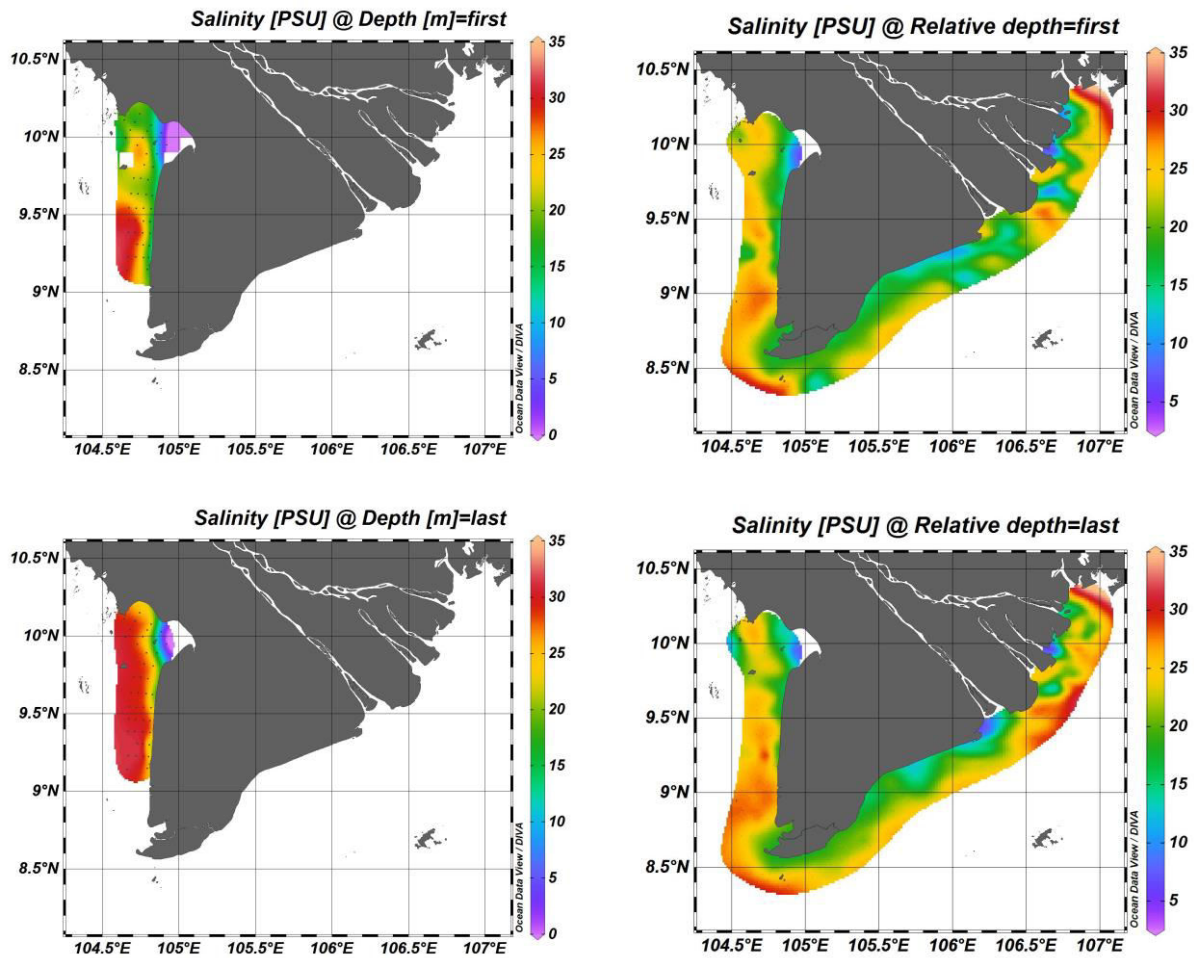 Salinity [PSU] @ Depth [m]=first
10.5°N
10°N
9.5°N
9°N
8.5°N
104.5°E 105°E 105.5°E 106°E 106.5°E 107°E
35
30
25
20
15
10
5
0
Ocean Data View / DIVA
Salinity [PSU] @ Relative depth=first
10.5°N
10°N
9.5°N
9°N
8.5°N
104.5°E 105°E 105.5°E 106°E 106.5°E 107°E
35
30
25
20
15
10
5
Ocean Data View / DIVA
Salinity [PSU] @ Depth [m]=last
10.5°N
10°N
9.5°N
9°N
8.5°N
104.5°E 105°E 105.5°E 106°E 106.5°E 107°E
35
30
25
20
15
10
5
0
Ocean Data View / DIVA
Salinity [PSU] @ Relative depth=last
10.5°N
10°N
9.5°N
9°N
8.5°N
104.5°E 105°E 105.5°E 106°E 106.5°E 107°E
35
30
25
20
15
10
5
Ocean Data View / DIVA